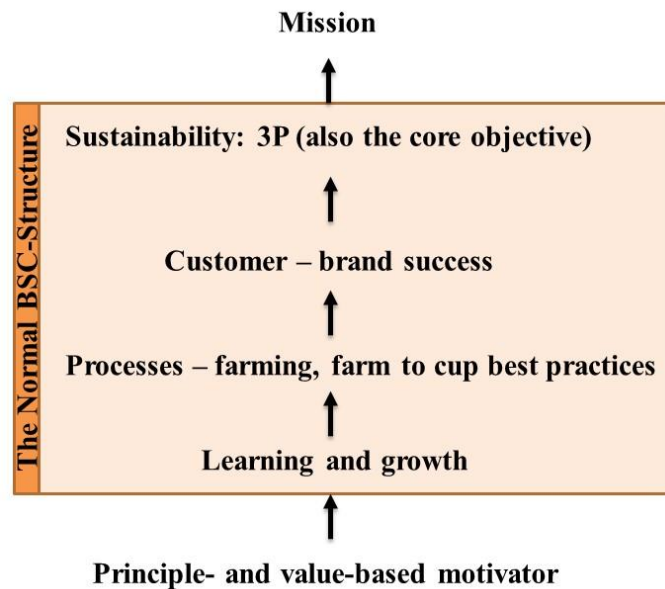 Mission
The Normal BSC-Structure
Sustainability: 3P (also the core objective)
Customer – brand success
Processes – farming, farm to cup best practices
Learning and growth
Principle- and value-based motivator